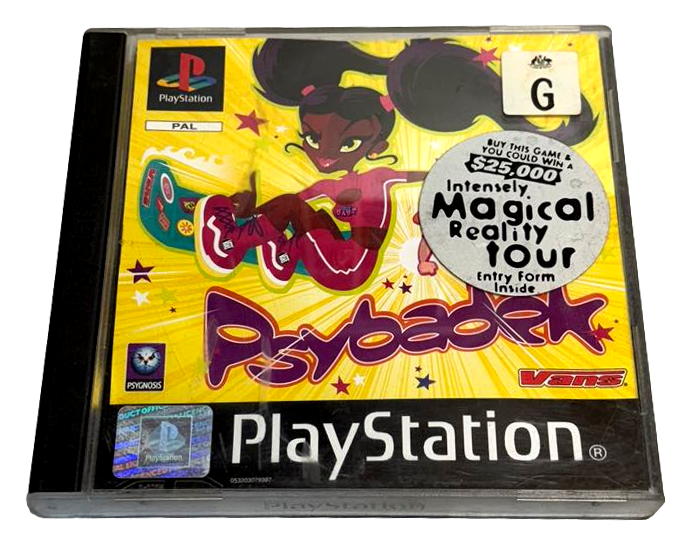 PlayStation
PAL
G
BUY THIS GAME &
YOU COULD WIN A
$25,000
Intensely
Magical
Reality
tour
Entry Form
Inside
Psybadek
PSYGNOSIS
Vans
PlayStation
PlayStation®